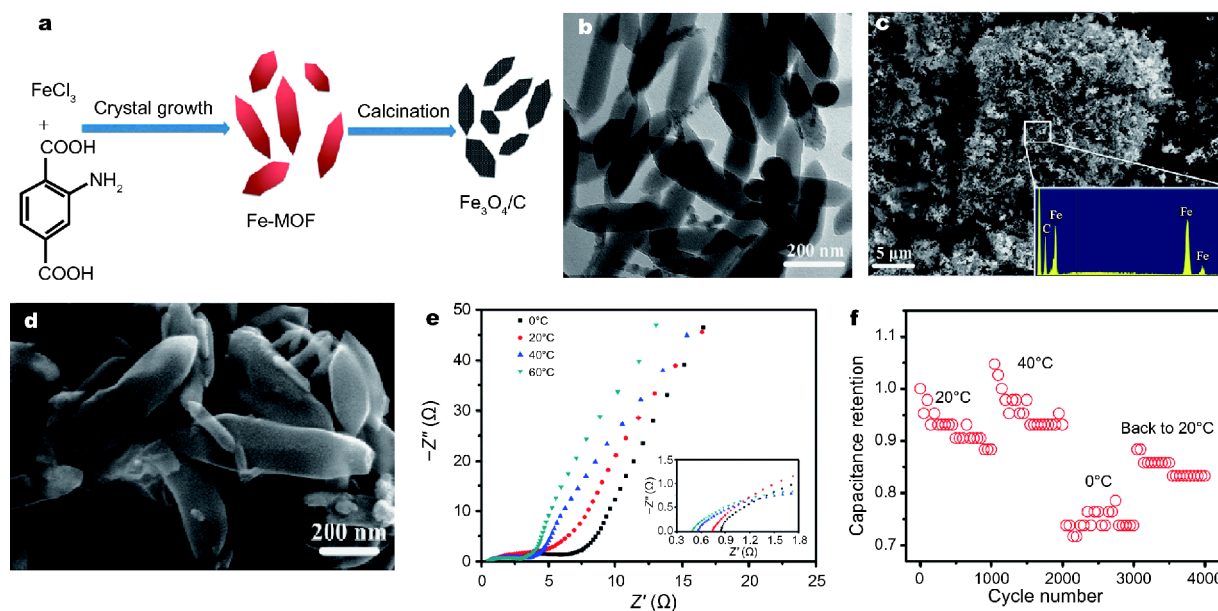 a
FeCl3
+
COOH
NH2
COOH
Crystal growth
Fe-MOF
Calcination
Fe3O4/C
b
200 nm
c
5 µm
C
Fe
Fe
Fe
d
200 nm
e
50
40
30
20
10
0
−Z″ (Ω)
0°C
20°C
40°C
60°C
1.5
1.0
0.5
0.0
−Z″ (Ω)
0.3 0.6 0.9 1.2 1.5 1.8
Z′ (Ω)
0 5 10 15 20 25
Z′ (Ω)
f
1.1
1.0
0.9
0.8
0.7
Capacitance retention
20°C
40°C
0°C
Back to 20°C
0 1000 2000 3000 4000
Cycle number